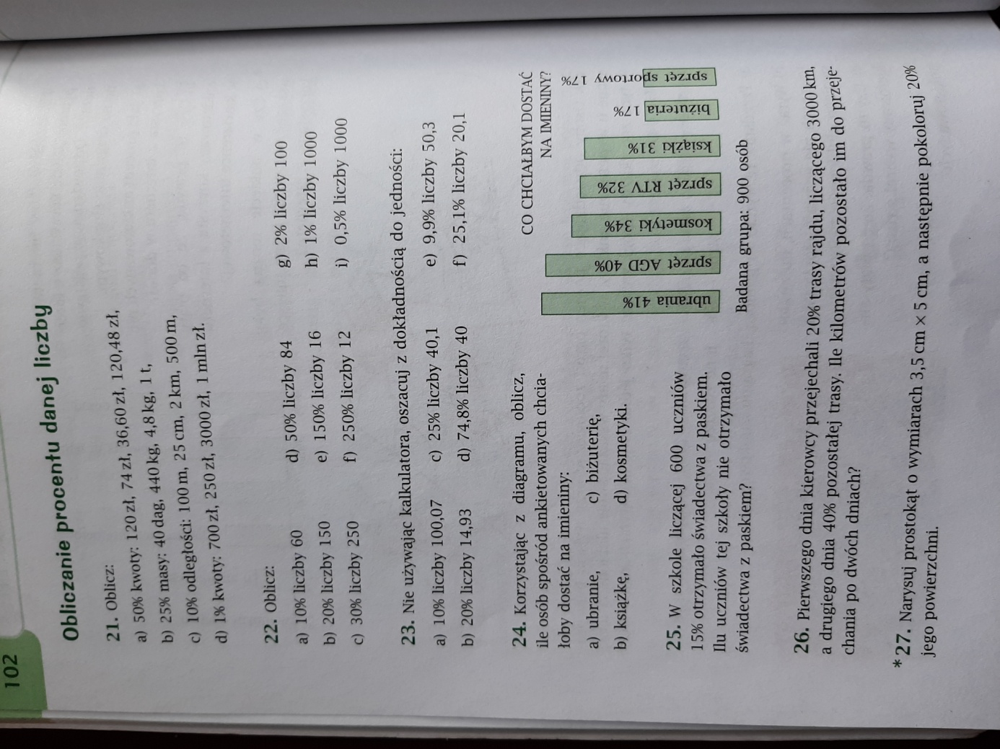 102
Obliczanie procentu danej liczby
21. Oblicz:
a) 50% kwoty: 120 zł, 74 zł, 36,60 zł, 120,48 zł,
b) 25% masy: 40 dag, 440 kg, 4,8 kg, 1 t,
c) 10% odległości: 100 m, 25 cm, 2 km, 500 m,
d) 1% kwoty: 700 zł, 250 zł, 3000 zł, 1 mln zł.
22. Oblicz:
a) 10% liczby 60
b) 20% liczby 150
c) 30% liczby 250
d) 50% liczby 84
e) 150% liczby 16
f) 250% liczby 12
g) 2% liczby 100
h) 1% liczby 1000
i) 0,5% liczby 1000
23. Nie używając kalkulatora, oszacuj z dokładnością do jedności:
a) 10% liczby 100,07
b) 20% liczby 14,93
c) 25% liczby 40,1
d) 74,8% liczby 40
e) 9,9% liczby 50,3
f) 25,1% liczby 20,1
24. Korzystając z diagramu, oblicz,
ile osób spośród ankietowanych chcia-
łoby dostać na imieniny:
a) ubranie,
b) książkę,
c) biżuterię,
d) kosmetyki.
CO CHCIAŁBYM DOSTAĆ
NA IMIENINY?
ubrania 41%
sprzęt AGD 40%
kosmetyki 34%
sprzęt RTV 32%
książki 31%
biżuteria 17%
sprzęt sportowy 17%
Badana grupa: 900 osób
25. W szkole liczącej 600 uczniów
15% otrzymało świadectwa z paskiem.
Ilu uczniów tej szkoły nie otrzymało
świadectwa z paskiem?
26. Pierwszego dnia kierowcy przejechali 20% trasy rajdu, liczącego 3000 km,
a drugiego dnia 40% pozostałej trasy. Ile kilometrów pozostało im do przeje-
chania po dwóch dniach?
*27. Narysuj prostokąt o wymiarach 3,5 cm × 5 cm, a następnie pokoloruj 20%
jego powierzchni.